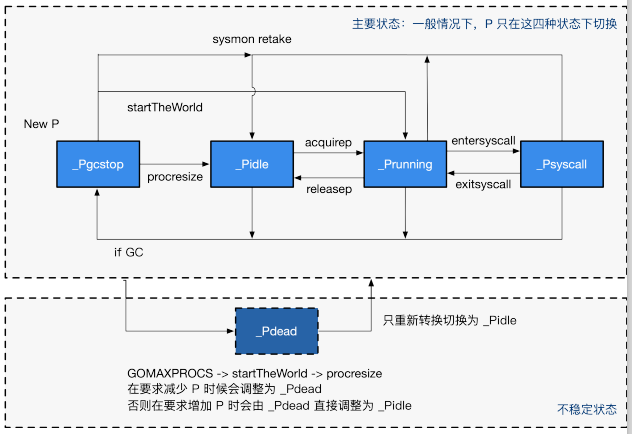 主要状态：一般情况下，P 只在这四种状态下切换
sysmon retake
startTheWorld
New P
acquirep
entersyscall
_Pgcstop
_Pidle
_Prunning
_Psyscall
procresize
releasep
exitsyscall
if GC
_Pdead
只重新转换切换为 _Pidle
GOMAXPROCS -> startTheWorld -> procresize
在要求减少 P 时候会调整为 _Pdead
否则在要求增加 P 时会由 _Pdead 直接调整为 _Pidle
不稳定状态